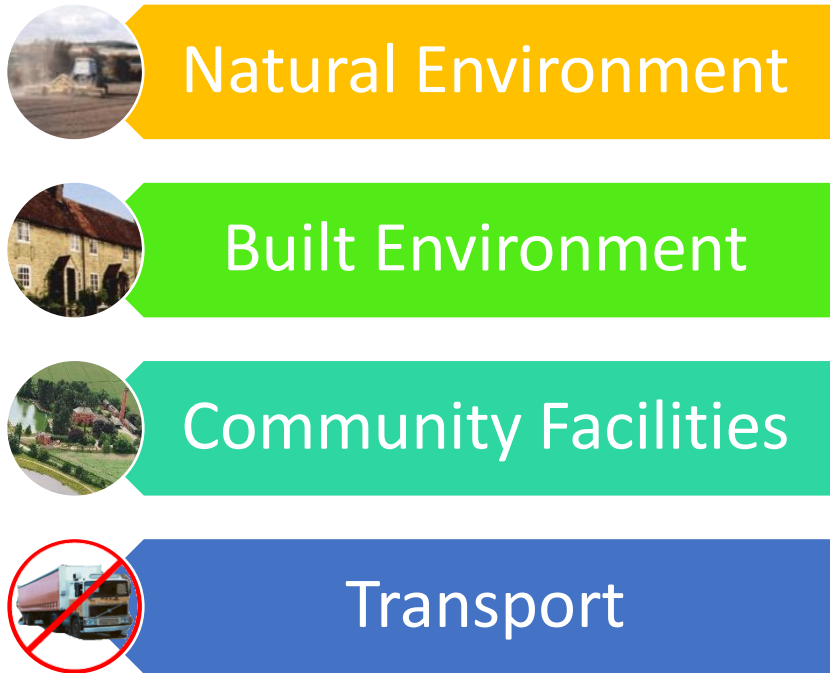 Natural Environment
Built Environment
Community Facilities
Transport